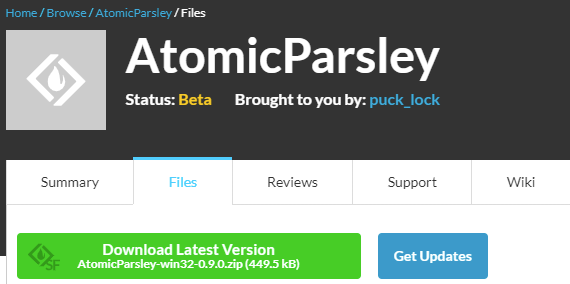 Home / Browse / AtomicParsley / Files
AtomicParsley
Status: Beta Brought to you by: puck_lock
Summary Files Reviews Support Wiki
Download Latest Version
AtomicParsley-win32-0.9.0.zip (449.5 kB)
SF
Get Updates